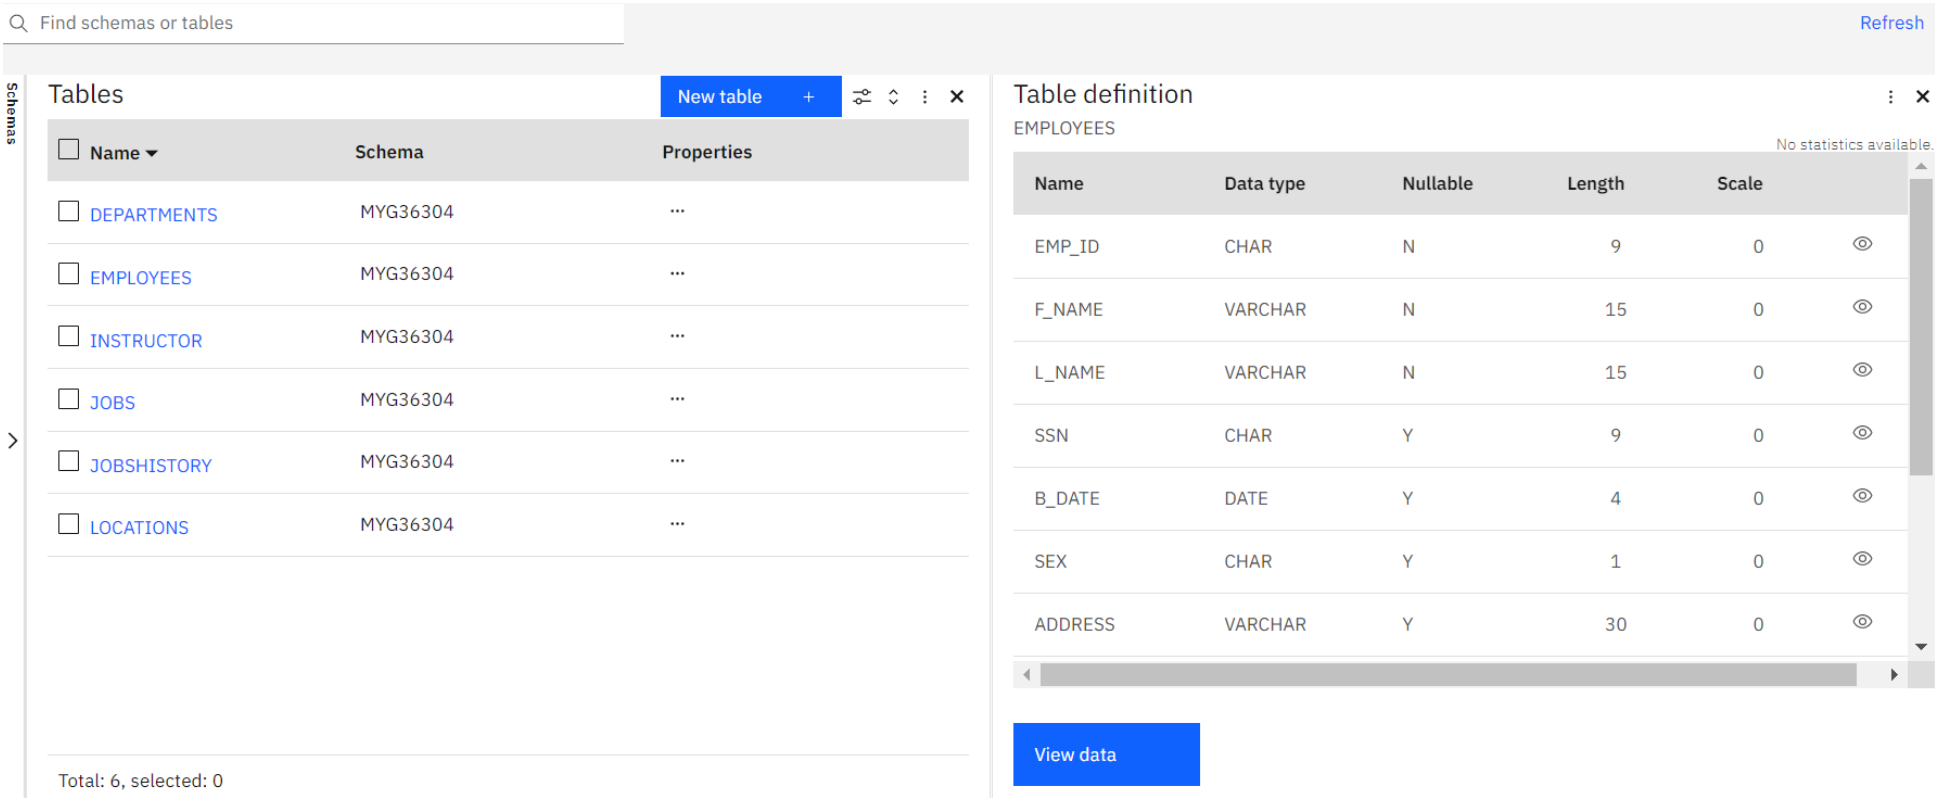 Find schemas or tables
Refresh
Schemas
Tables
New table +
Name Schema Properties
DEPARTMENTS MYG36304 ...
EMPLOYEES MYG36304 ...
INSTRUCTOR MYG36304 ...
JOBS MYG36304 ...
JOBSHISTORY MYG36304 ...
LOCATIONS MYG36304 ...
Total: 6, selected: 0
Table definition
EMPLOYEES
No statistics available.
Name Data type Nullable Length Scale
EMP_ID CHAR N 9 0
F_NAME VARCHAR N 15 0
L_NAME VARCHAR N 15 0
SSN CHAR Y 9 0
B_DATE DATE Y 4 0
SEX CHAR Y 1 0
ADDRESS VARCHAR Y 30 0
View data